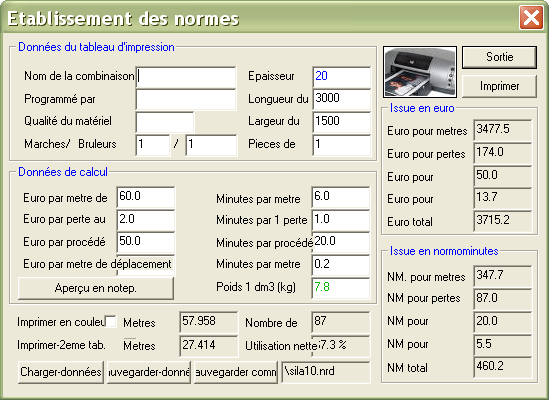 Etablissement des normes
Données du tableau d'impression
Nom de la combinaison
Epaisseur 20
Programmé par
Longueur du 3000
Qualité du matériel
Largeur du 1500
Marches/ Bruleurs 1 / 1
Pieces de 1
Sortie
Imprimer
Issue en euro
Euro pour metres 3477.5
Euro pour pertes 174.0
Euro pour 50.0
Euro pour 13.7
Euro total 3715.2
Données de calcul
Euro par metre de 60.0
Minutes par metre 6.0
Euro par perte au 2.0
Minutes par 1 perte 1.0
Euro par procédé 50.0
Minutes par procédé 20.0
Euro par metre de déplacement
Minutes par metre 0.2
Aperçu en notep.
Poids 1 dm3 (kg) 7.8
Issue en normominutes
NM. pour metres 347.7
NM pour pertes 87.0
NM pour 20.0
NM pour 5.5
NM total 460.2
Imprimer en couleu
Metres 57.958
Nombre de 87
Imprimer-2eme tab.
Metres 27.414
Utilisation nette 7.3 %
Charger-données
auvegarder-donné
auvegarder comm
\sila10.nrd